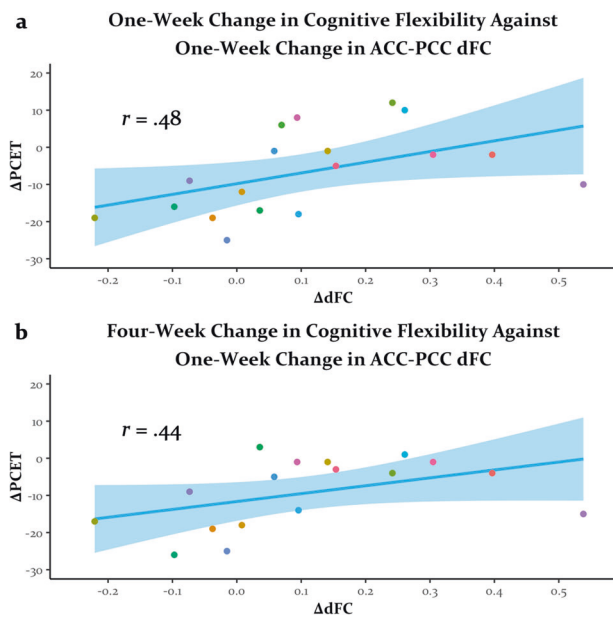 a One-Week Change in Cognitive Flexibility Against
One-Week Change in ACC-PCC dFC
20
10
0
-10
-20
-30
ΔPCET
r = .48
-0.2 -0.1 0.0 0.1 0.2 0.3 0.4 0.5
ΔdFC
b Four-Week Change in Cognitive Flexibility Against
One-Week Change in ACC-PCC dFC
20
10
0
-10
-20
-30
ΔPCET
r = .44
-0.2 -0.1 0.0 0.1 0.2 0.3 0.4 0.5
ΔdFC